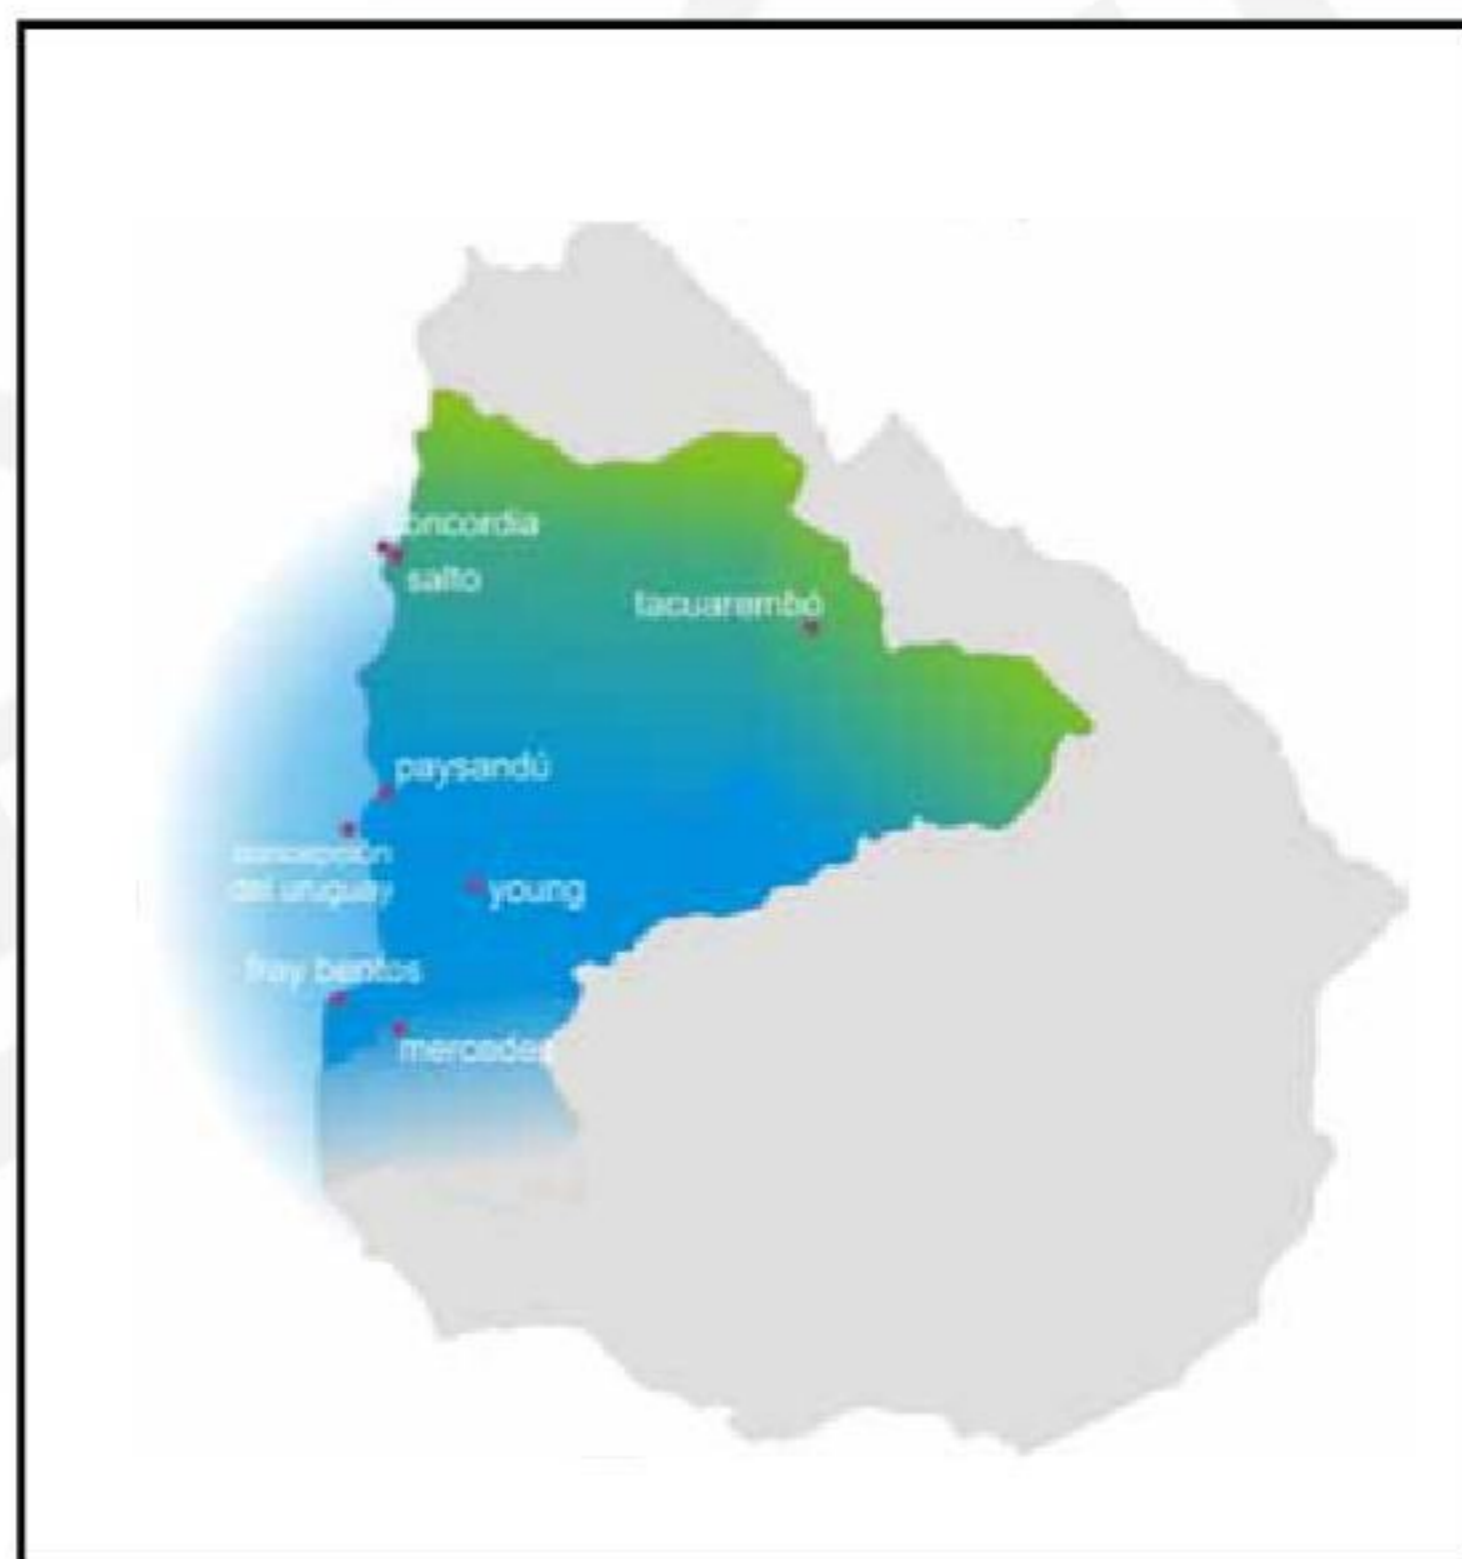 concordia
salto
tacuarembó
paysandú
concepción
del uruguay
young
fray bentos
mercedes